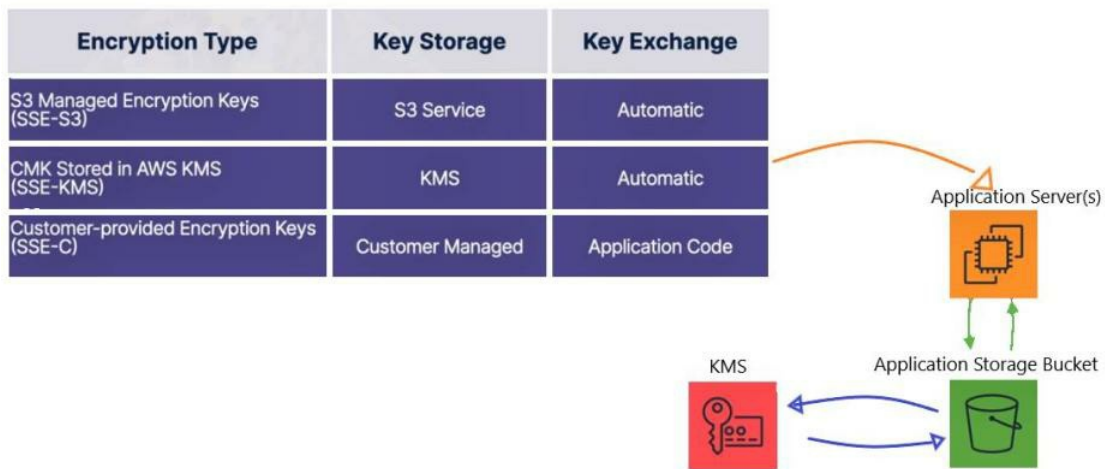 Encryption Type Key Storage Key Exchange
S3 Managed Encryption Keys
(SSE-S3)
S3 Service Automatic
CMK Stored in AWS KMS
(SSE-KMS)
KMS Automatic
Customer-provided Encryption Keys
(SSE-C)
Customer Managed Application Code
Application Server(s)
KMS Application Storage Bucket